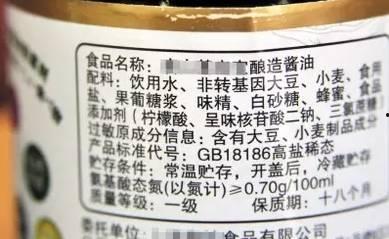 食品名称: 酿造酱油
配料: 饮用水、非转基因大豆、小麦、食用
盐、果葡糖浆、味精、白砂糖、蜂蜜、食品
添加剂 (柠檬酸、呈味核苷酸二钠、三氯蔗糖)
过敏原成分信息: 含有大豆、小麦制品成分
产品标准代号: GB18186高盐稀态
贮存条件: 常温贮存, 开盖后, 冷藏贮存
氨基酸态氮(以氮计)≥0.70g/100ml
质量等级: 一级 保质期: 十八个月
委托单位: 食品有限公司